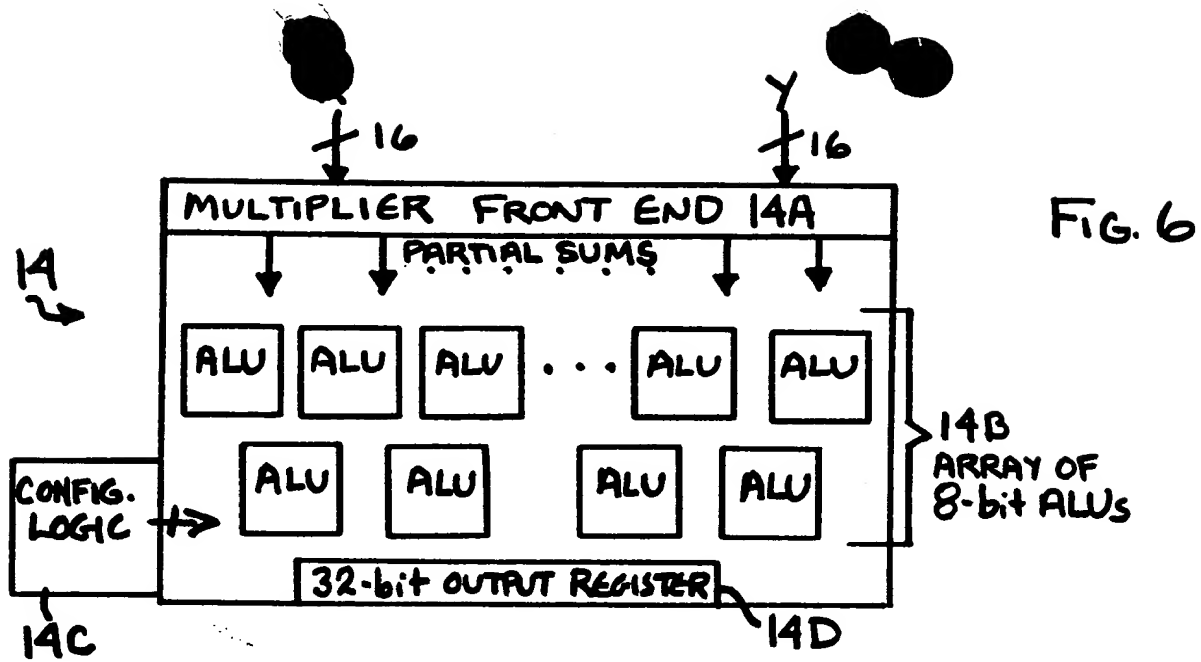 Y
16
16
MULTIPLIER FRONT END 14A
FIG. 6
PARTIAL SUMS
14
ALU ALU ALU ... ALU ALU
14B
ARRAY OF
8-bit ALUs
ALU ALU ALU ALU
CONFIG.
LOGIC
32-bit OUTPUT REGISTER
14C
14D